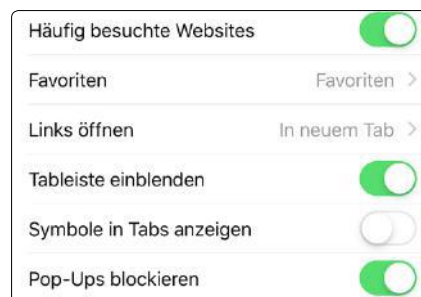 Häufig besuchte Websites
Favoriten Favoriten >
Links öffnen In neuem Tab >
Tableiste einblenden
Symbole in Tabs anzeigen
Pop-Ups blockieren